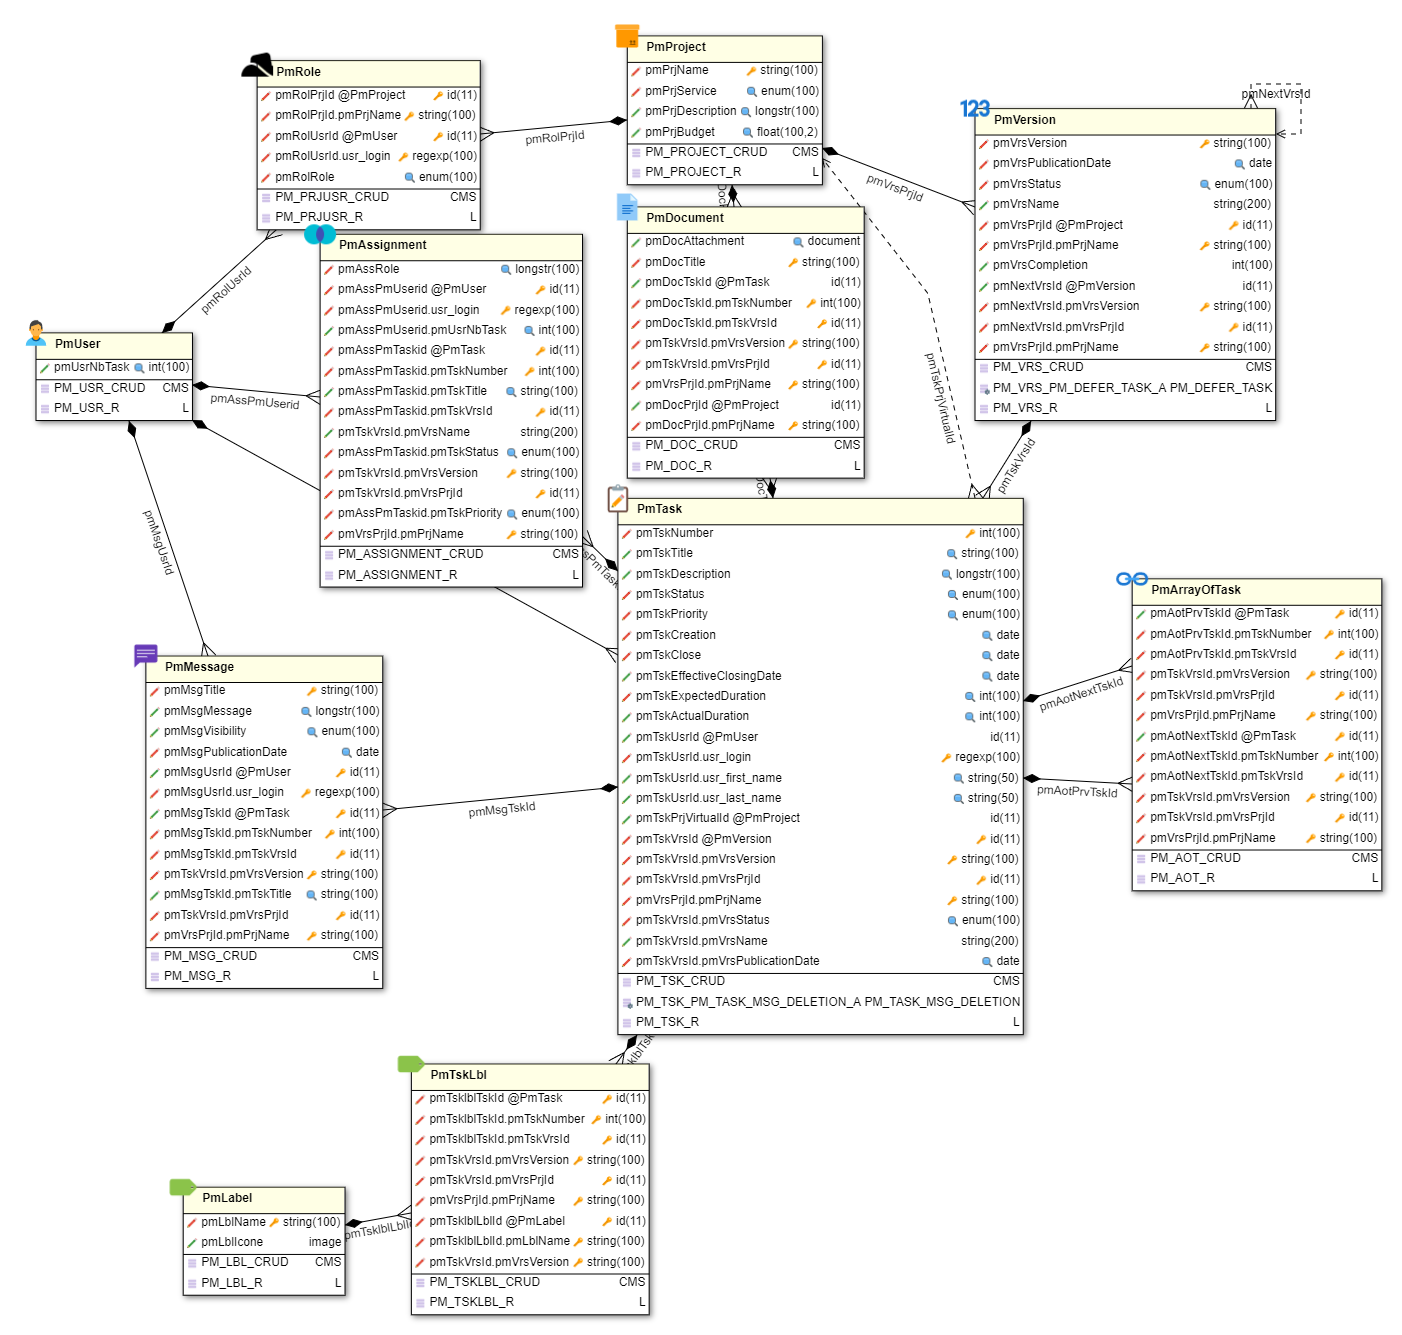 PmProject
pmPrjName string(100)
pmPrjService enum(100)
pmPrjDescription longstr(100)
pmPrjBudget float(100,2)
PM_PROJECT_CRUD CMS
PM_PROJECT_R L
PmRole
pmRolPrjId @PmProject id(11)
pmRolPrjId.pmPrjName string(100)
pmRolUsrId @PmUser id(11)
pmRolUsrId.usr_login regexp(100)
pmRolRole enum(100)
PM_PRJUSR_CRUD CMS
PM_PRJUSR_R L
pmRolPrjId
pmNextVrsId
123
PmVersion
pmVrsVersion string(100)
pmVrsPublicationDate date
pmVrsStatus enum(100)
pmVrsName string(200)
pmVrsPrjId @PmProject id(11)
pmVrsPrjId.pmPrjName string(100)
pmVrsCompletion int(100)
pmNextVrsId @PmVersion id(11)
pmNextVrsId.pmVrsVersion string(100)
pmNextVrsId.pmVrsPrjId id(11)
pmVrsPrjId.pmPrjName string(100)
PM_VRS_CRUD CMS
PM_VRS_PM_DEFER_TASK_A PM_DEFER_TASK
PM_VRS_R L
pmVrsPrjId
PmDocument
pmDocAttachment document
pmDocTitle string(100)
pmDocTskId @PmTask id(11)
pmDocTskId.pmTskNumber int(100)
pmDocTskId.pmTskVrsId id(11)
pmTskVrsId.pmVrsVersion string(100)
pmTskVrsId.pmVrsPrjId id(11)
pmVrsPrjId.pmPrjName string(100)
pmDocPrjId @PmProject id(11)
pmDocPrjId.pmPrjName string(100)
PM_DOC_CRUD CMS
PM_DOC_R L
PmAssignment
pmAssRole longstr(100)
pmAssPmUserid @PmUser id(11)
pmAssPmUserid.usr_login regexp(100)
pmAssPmUserid.pmUsrNbTask int(100)
pmAssPmTaskid @PmTask id(11)
pmAssPmTaskid.pmTskNumber int(100)
pmAssPmTaskid.pmTskTitle string(100)
pmAssPmTaskid.pmTskVrsId id(11)
pmTskVrsId.pmVrsName string(200)
pmAssPmTaskid.pmTskStatus enum(100)
pmTskVrsId.pmVrsVersion string(100)
pmTskVrsId.pmVrsPrjId id(11)
pmAssPmTaskid.pmTskPriority enum(100)
pmVrsPrjId.pmPrjName string(100)
PM_ASSIGNMENT_CRUD CMS
PM_ASSIGNMENT_R L
pmRolUsrId
PmUser
pmUsrNbTask int(100)
PM_USR_CRUD CMS
PM_USR_R L
pmAssPmUserid
pmTskPrjVirtualId
pmTskVrsId
pmMsgUsrId
PmTask
pmTskNumber int(100)
pmTskTitle string(100)
pmTskDescription longstr(100)
pmTskStatus enum(100)
pmTskPriority enum(100)
pmTskCreation date
pmTskClose date
pmTskEffectiveClosingDate date
pmTskExpectedDuration int(100)
pmTskActualDuration int(100)
pmTskUsrId @PmUser id(11)
pmTskUsrId.usr_login regexp(100)
pmTskUsrId.usr_first_name string(50)
pmTskUsrId.usr_last_name string(50)
pmTskPrjVirtualId @PmProject id(11)
pmTskVrsId @PmVersion id(11)
pmTskVrsId.pmVrsVersion string(100)
pmTskVrsId.pmVrsPrjId id(11)
pmVrsPrjId.pmPrjName string(100)
pmTskVrsId.pmVrsStatus enum(100)
pmTskVrsId.pmVrsName string(200)
pmTskVrsId.pmVrsPublicationDate date
PM_TSK_CRUD CMS
PM_TSK_PM_TASK_MSG_DELETION_A PM_TASK_MSG_DELETION
PM_TSK_R L
PmArrayOfTask
pmAotPrvTskId @PmTask id(11)
pmAotPrvTskId.pmTskNumber int(100)
pmAotPrvTskId.pmTskVrsId id(11)
pmTskVrsId.pmVrsVersion string(100)
pmTskVrsId.pmVrsPrjId id(11)
pmVrsPrjId.pmPrjName string(100)
pmAotNextTskId @PmTask id(11)
pmAotNextTskId.pmTskNumber int(100)
pmAotNextTskId.pmTskVrsId id(11)
pmTskVrsId.pmVrsVersion string(100)
pmTskVrsId.pmVrsPrjId id(11)
pmVrsPrjId.pmPrjName string(100)
PM_AOT_CRUD CMS
PM_AOT_R L
pmAotNextTskId
pmAotPrvTskId
PmMessage
pmMsgTitle string(100)
pmMsgMessage longstr(100)
pmMsgVisibility enum(100)
pmMsgPublicationDate date
pmMsgUsrId @PmUser id(11)
pmMsgUsrId.usr_login regexp(100)
pmMsgTskId @PmTask id(11)
pmMsgTskId.pmTskNumber int(100)
pmMsgTskId.pmTskVrsId id(11)
pmTskVrsId.pmVrsVersion string(100)
pmMsgTskId.pmTskTitle string(100)
pmTskVrsId.pmVrsPrjId id(11)
pmVrsPrjId.pmPrjName string(100)
PM_MSG_CRUD CMS
PM_MSG_R L
pmMsgTskId
PmTskLbl
pmTsklblTskId @PmTask id(11)
pmTsklblTskId.pmTskNumber int(100)
pmTsklblTskId.pmTskVrsId id(11)
pmTskVrsId.pmVrsVersion string(100)
pmTskVrsId.pmVrsPrjId id(11)
pmVrsPrjId.pmPrjName string(100)
pmTsklblLblId @PmLabel id(11)
pmTsklblLblId.pmLblName string(100)
pmTskVrsId.pmVrsVersion string(100)
PM_TSKLBL_CRUD CMS
PM_TSKLBL_R L
PmLabel
pmLblName string(100)
pmLblIcone image
PM_LBL_CRUD CMS
PM_LBL_R L